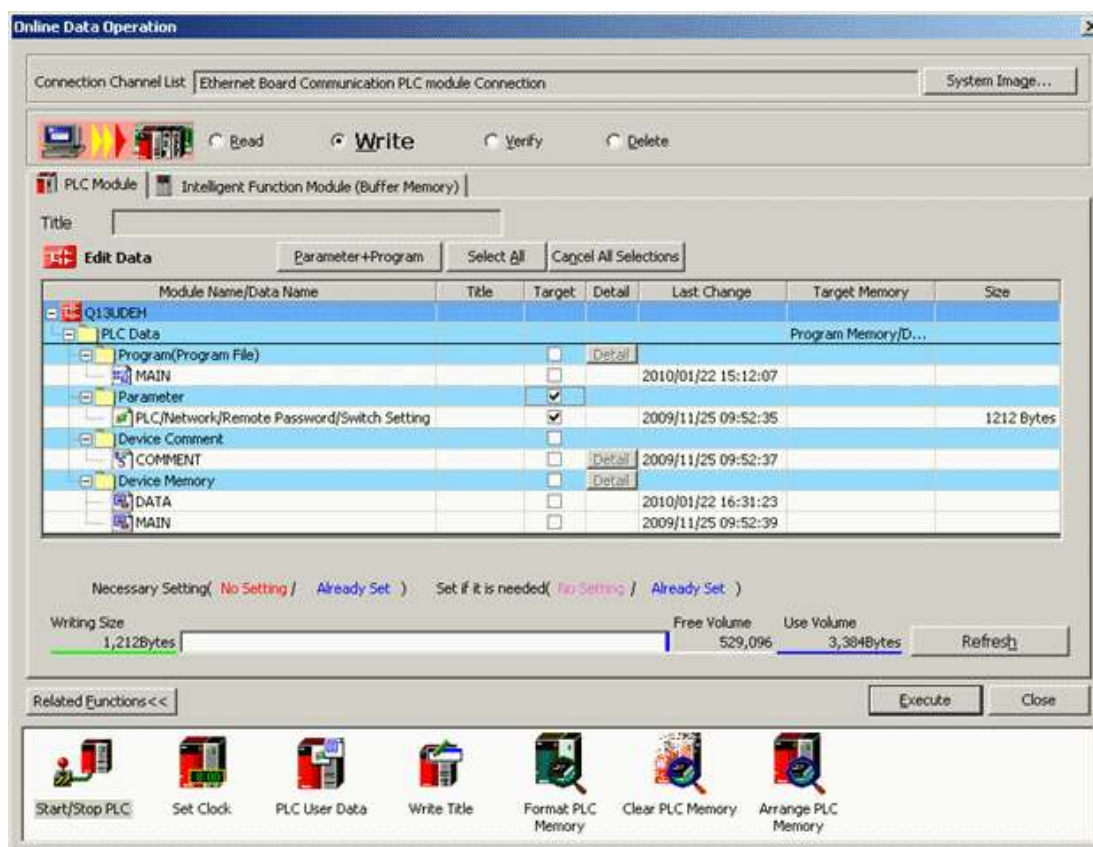 Online Data Operation
Connection Channel List Ethernet Board Communication PLC module Connection System Image...
Read Write Verify Delete
PLC Module Intelligent Function Module (Buffer Memory)
Title
Edit Data Parameter+Program Select All Cancel All Selections
Module Name/Data Name Title Target Detail Last Change Target Memory Size
Q13UDEH
PLC Data Program Memory/D...
Program(Program File) Detail
MAIN 2010/01/22 15:12:07
Parameter
PLC/Network/Remote Password/Switch Setting 2009/11/25 09:52:35 1212 Bytes
Device Comment
COMMENT Detail 2009/11/25 09:52:37
Device Memory Detail
DATA 2010/01/22 16:31:23
MAIN 2009/11/25 09:52:39
Necessary Setting( No Setting / Already Set ) Set if it is needed( No Setting / Already Set )
Writing Size Free Volume Use Volume
1,212Bytes 529,096 3,384Bytes Refresh
Related Functions<< Execute Close
Start/Stop PLC Set Clock PLC User Data Write Title Format PLC Memory Clear PLC Memory Arrange PLC Memory